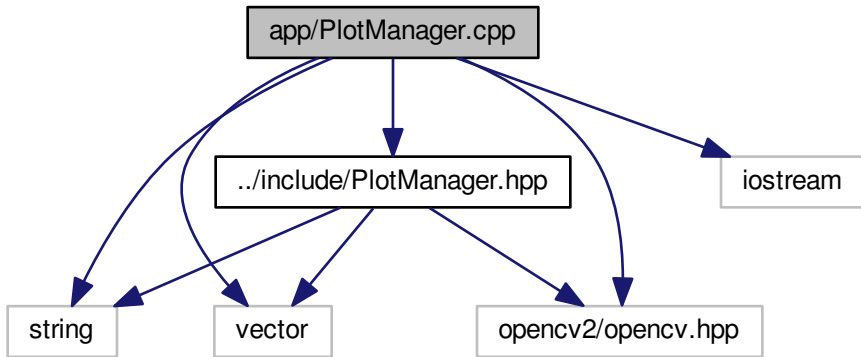 app/PlotManager.cpp
../include/PlotManager.hpp
iostream
string
vector
opencv2/opencv.hpp